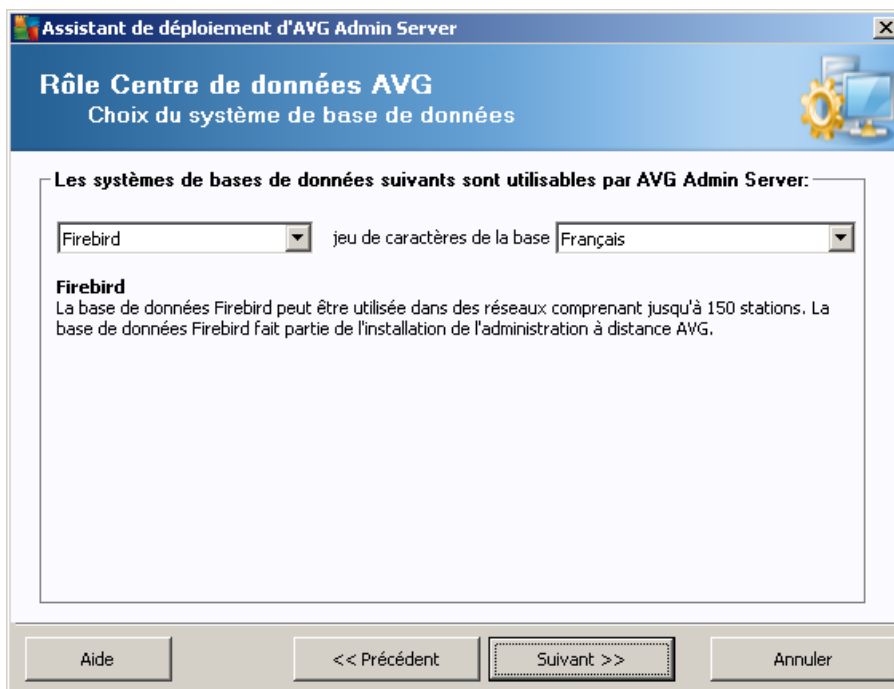 Assistant de déploiement d'AVG Admin Server
Rôle Centre de données AVG
Choix du système de base de données
Les systèmes de bases de données suivants sont utilisables par AVG Admin Server:
Firebird jeu de caractères de la base Français
Firebird
La base de données Firebird peut être utilisée dans des réseaux comprenant jusqu'à 150 stations. La
base de données Firebird fait partie de l'installation de l'administration à distance AVG.
Aide << Précédent Suivant >> Annuler